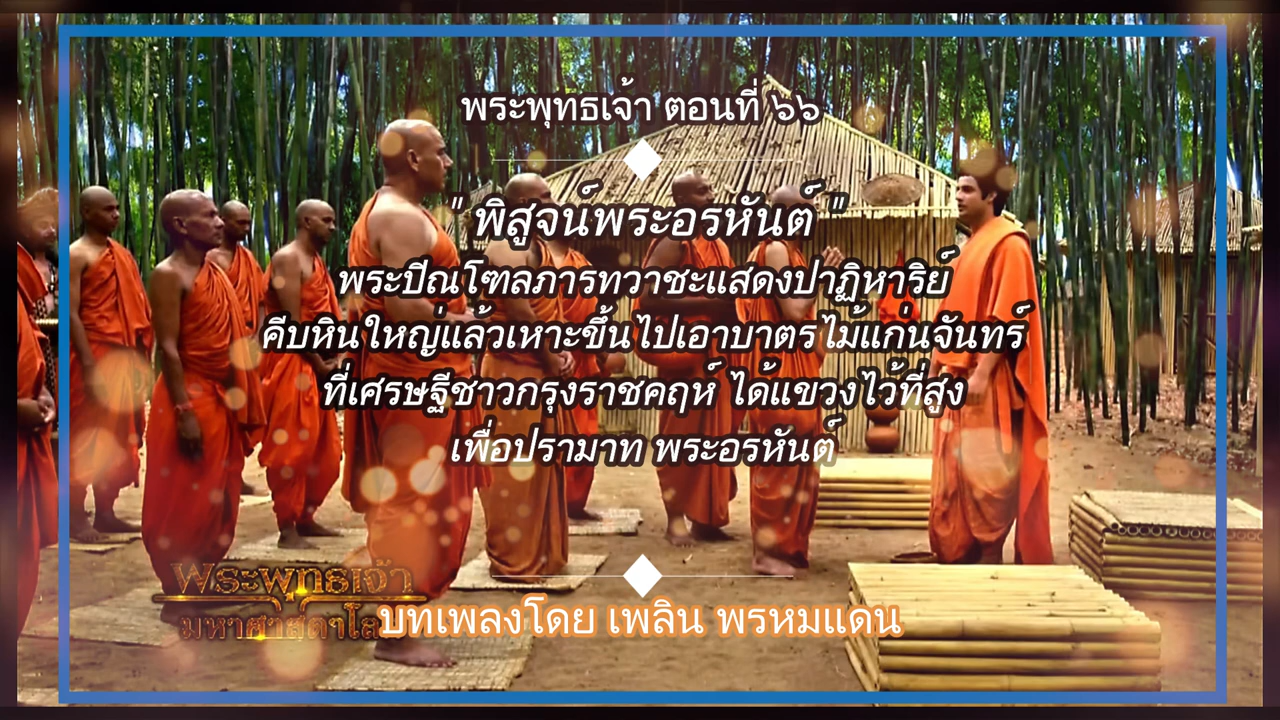 พระพุทธเจ้า ตอนที่ ๖๖
" พิสูจน์พระอรหันต์ "
พระปิณโฑลภารทวาชะแสดงปาฏิหาริย์
คีบหินใหญ่แล้วเหาะขึ้นไปเอาบาตรไม้แก่นจันทร์
ที่เศรษฐีชาวกรุงราชคฤห์ ได้แขวงไว้ที่สูง
เพื่อปรามาท พระอรหันต์
พระพุทธเจ้า
มหาศาสดาโล
บทเพลงโดย เพลิน พรหมแดน